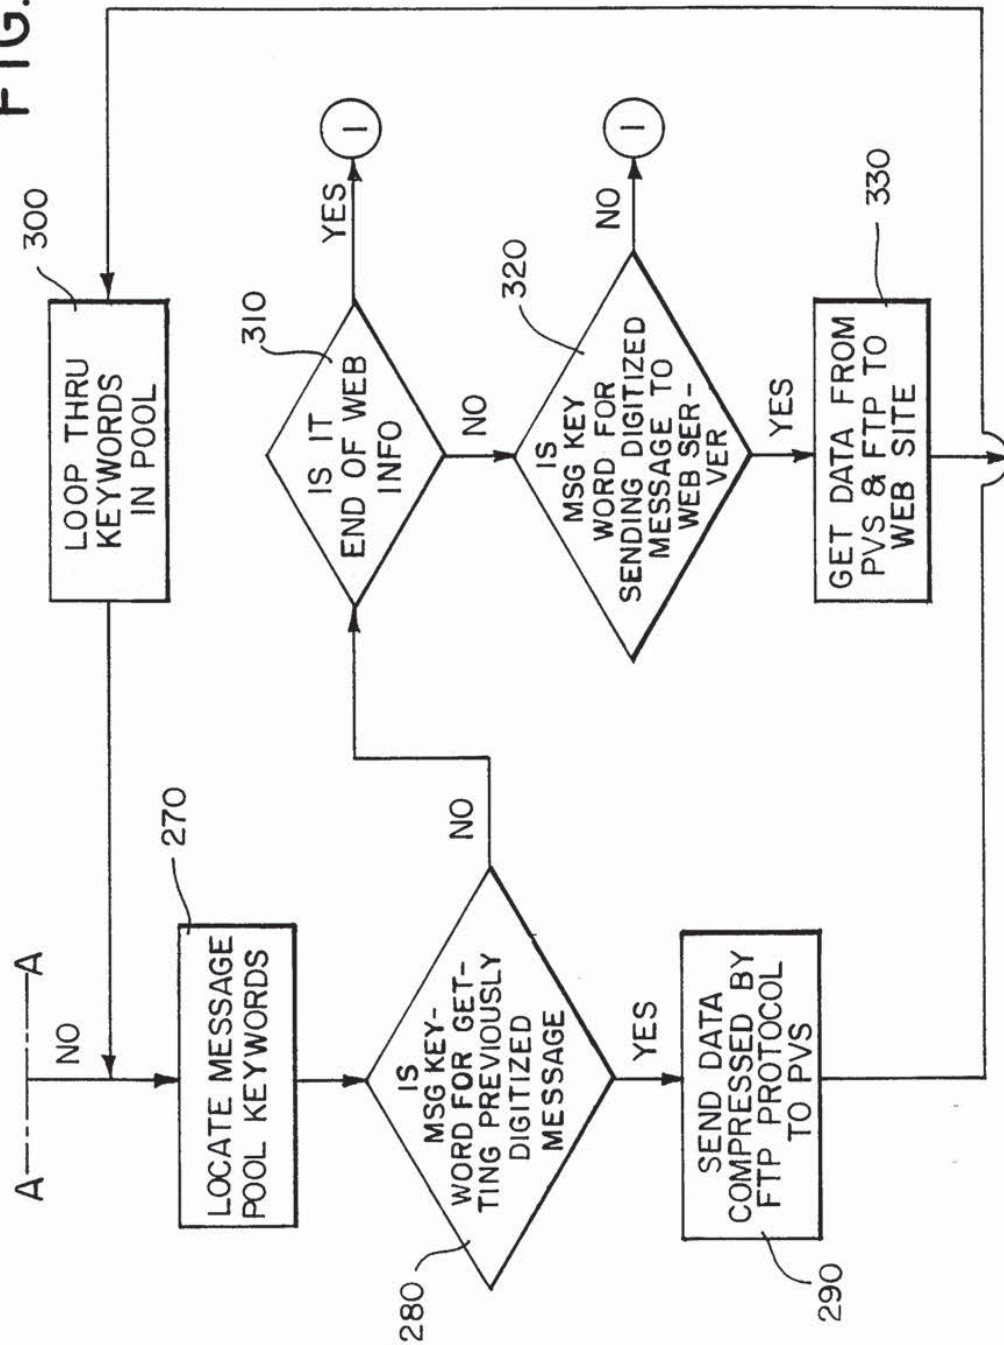 FIG.
A
A
NO
270
LOCATE MESSAGE
POOL KEYWORDS
280
IS
MSG KEY-
WORD FOR GET-
TING PREVIOUSLY
DIGITIZED
MESSAGE
NO
YES
290
SEND DATA
COMPRESSED BY
FTP PROTOCOL
TO PVS
300
LOOP THRU
KEYWORDS
IN POOL
310
IS IT
END OF WEB
INFO
YES
1
NO
320
IS
MSG KEY
WORD FOR
SENDING DIGITIZED
MESSAGE TO
WEB SER-
VER
NO
1
YES
330
GET DATA FROM
PVS & FTP TO
WEB SITE